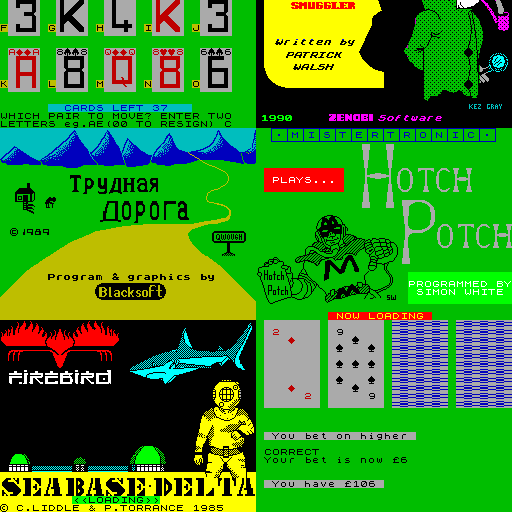 3 K 4 K 3
F G H I J
A 8 Q 8 6
K L M N O
CARDS LEFT 37
WHICH PAIR TO MOVE? ENTER TWO
LETTERS eg.AE(00 TO RESIGN) C
SMUGGLER
Written by
PATRICK
WALSH
KEZ GRAY
1990 ZENOBI Software
Трудная
Дорога
© 1989
Program & graphics by
Blacksoft
·MISTERTRONIC·
PLAYS...
HOTCH
POTCH
M
Hotch
Potch
SW
PROGRAMMED BY
SIMON WHITE
NOW LOADING
FIREBIRD
SEABASE·DELTA
<<LOADING>>
© C.LIDDLE & P.TORRANCE 1985
2 9
2 9
You bet on higher
CORRECT
Your bet is now £6
You have £106